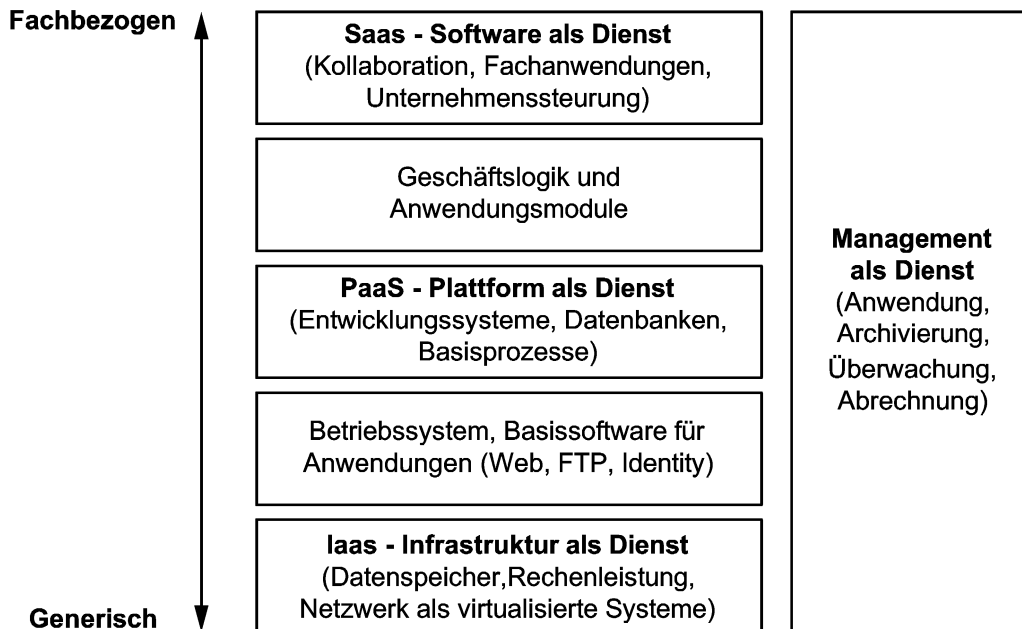 Fachbezogen
Saas - Software als Dienst
(Kollaboration, Fachanwendungen,
Unternehmenssteurung)
Geschäftslogik und
Anwendungsmodule
PaaS - Plattform als Dienst
(Entwicklungssysteme, Datenbanken,
Basisprozesse)
Betriebssystem, Basissoftware für
Anwendungen (Web, FTP, Identity)
Iaas - Infrastruktur als Dienst
(Datenspeicher,Rechenleistung,
Netzwerk als virtualisierte Systeme)
Generisch
Management
als Dienst
(Anwendung,
Archivierung,
Überwachung,
Abrechnung)